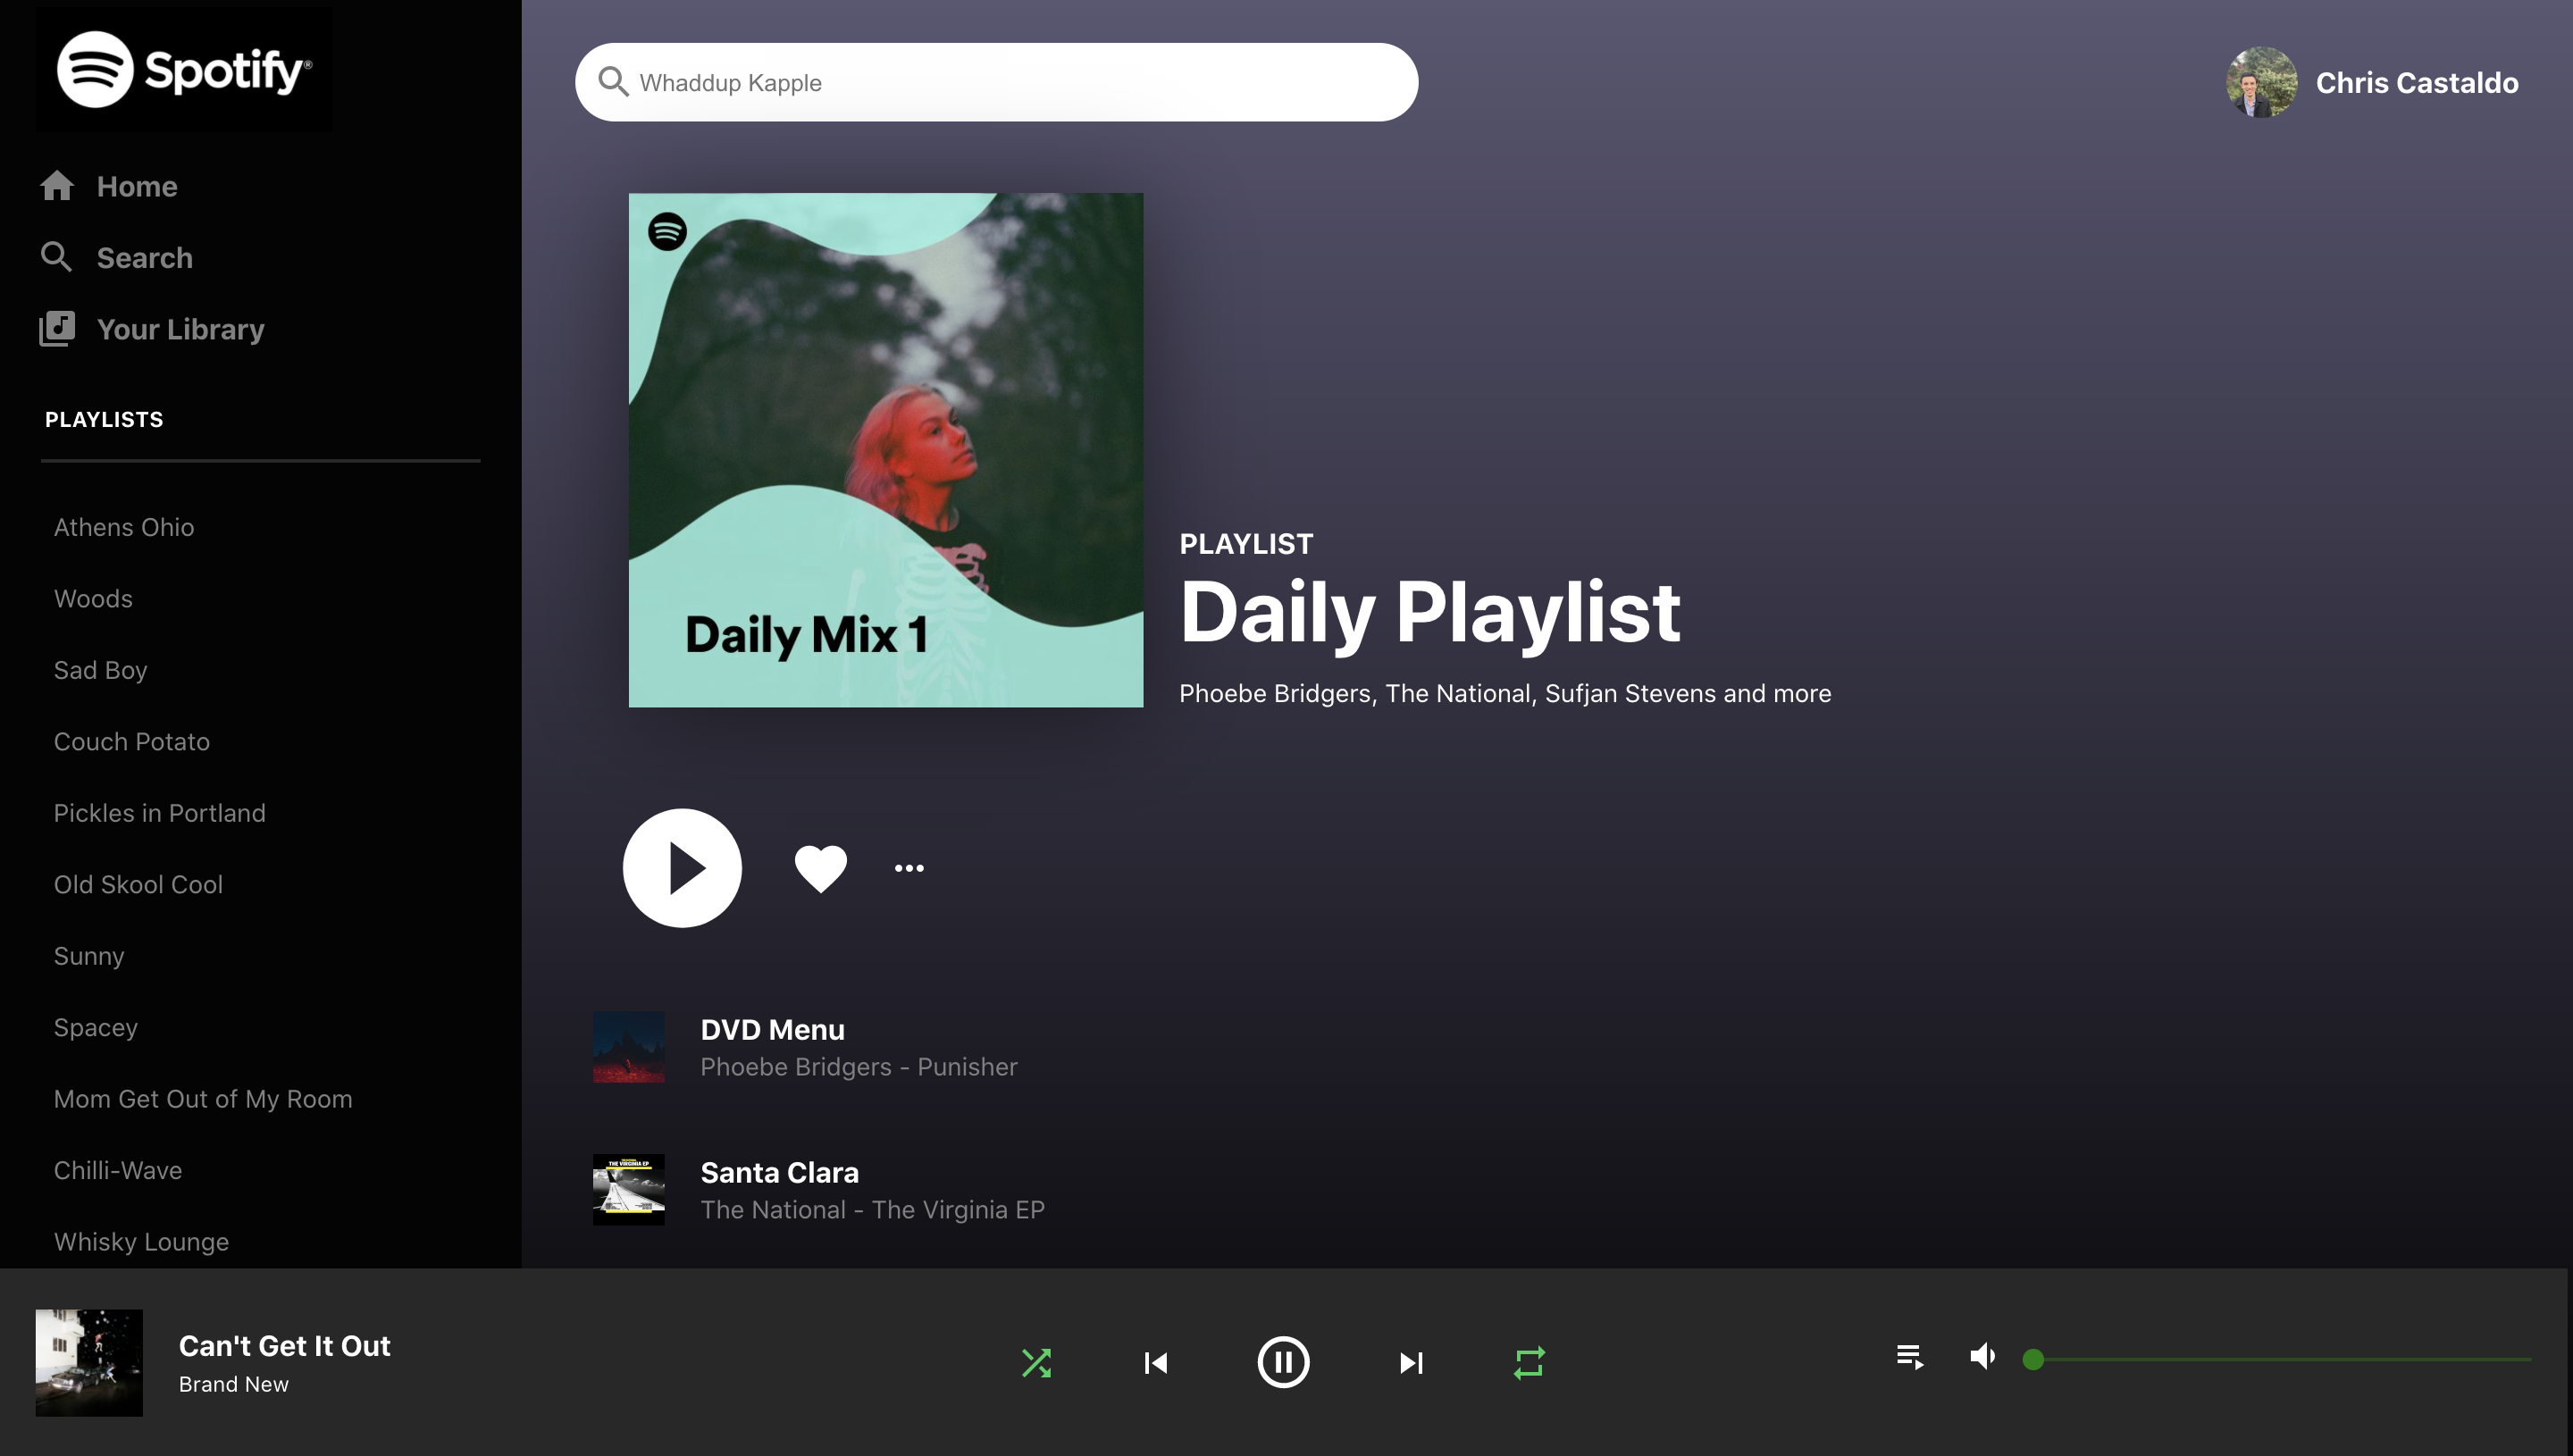 Spotify®
Home
Search
Your Library
PLAYLISTS
Athens Ohio
Woods
Sad Boy
Couch Potato
Pickles in Portland
Old Skool Cool
Sunny
Spacey
Mom Get Out of My Room
Chilli-Wave
Whisky Lounge
Whaddup Kapple
Chris Castaldo
Daily Mix 1
PLAYLIST
Daily Playlist
Phoebe Bridgers, The National, Sufjan Stevens and more
DVD Menu
Phoebe Bridgers - Punisher
THE VIRGINIA EP
Santa Clara
The National - The Virginia EP
Can't Get It Out
Brand New